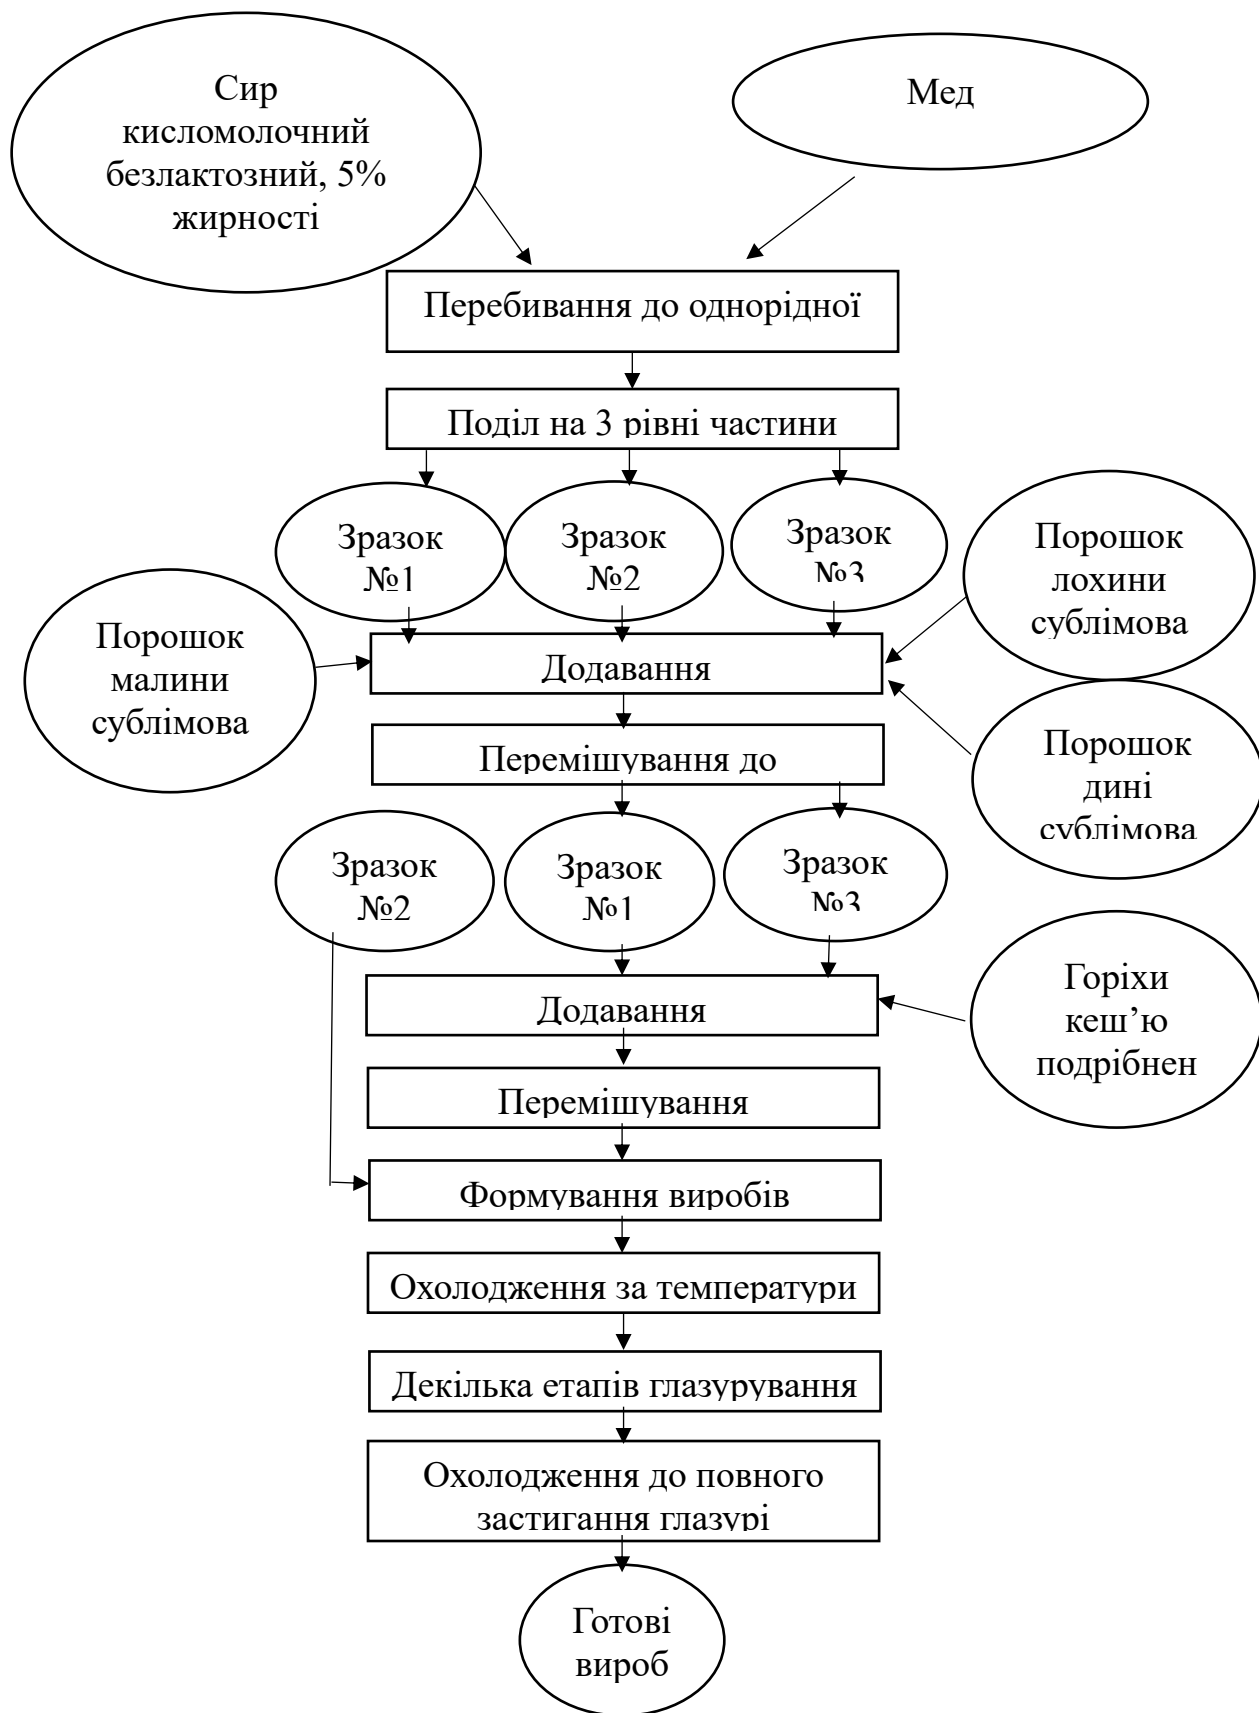 Сир
кисломолочний
безлактозний, 5%
жирності
Мед
Перебивання до однорідної
Поділ на 3 рівні частини
Зразок
№1
Зразок
№2
Зразок
№3
Порошок
лохини
сублімова
Порошок
малини
сублімова
Додавання
Порошок
дині
сублімова
Перемішування до
Зразок
№2
Зразок
№1
Зразок
№3
Додавання
Горіхи
кеш’ю
подрібнен
Перемішування
Формування виробів
Охолодження за температури
Декілька етапів глазурування
Охолодження до повного
застигання глазурі
Готові
вироб